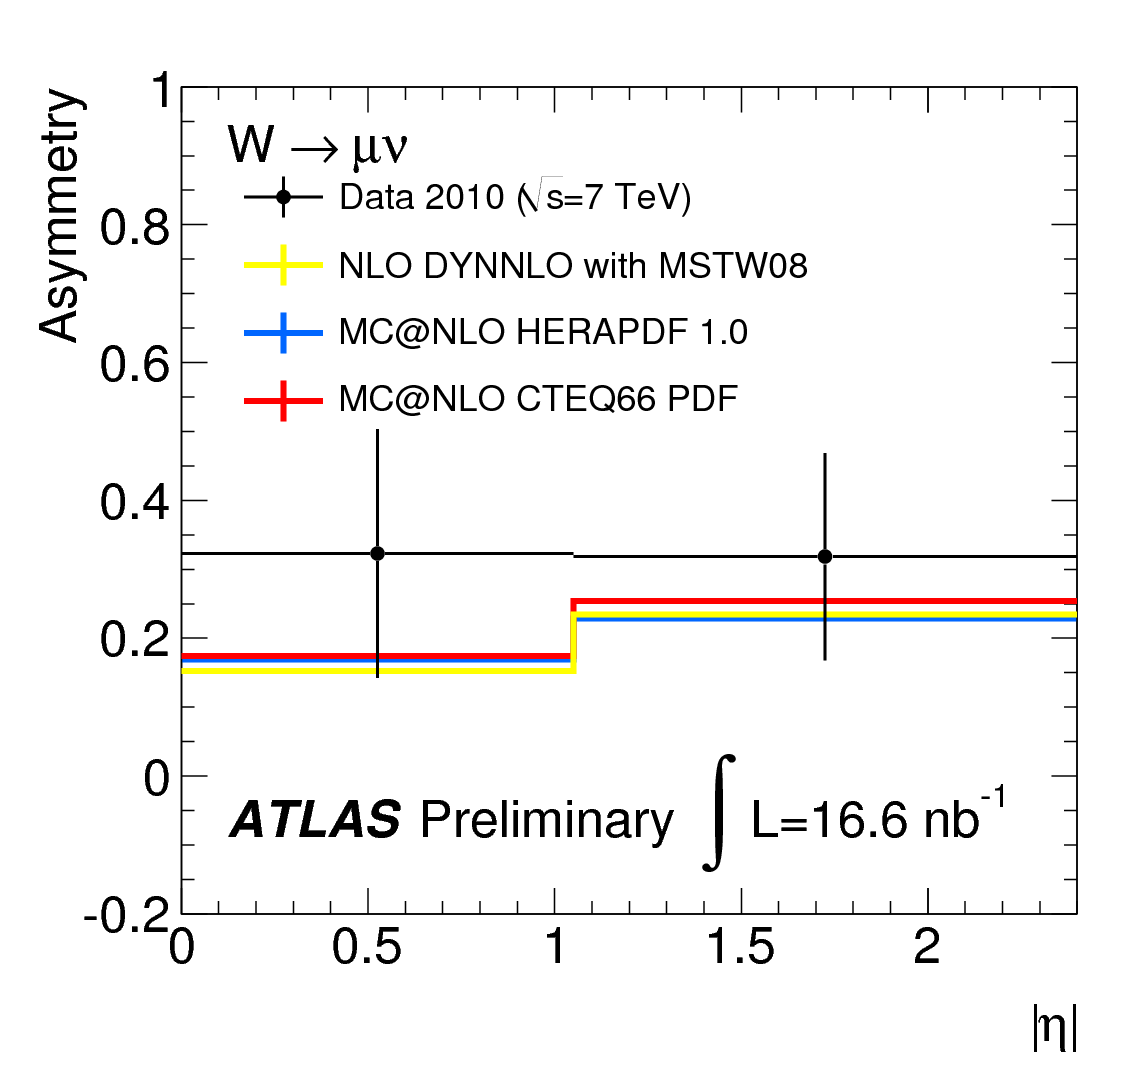 Asymmetry
1
0.8
0.6
0.4
0.2
0
-0.2
W → μν
Data 2010 (√s=7 TeV)
NLO DYNNLO with MSTW08
MC@NLO HERAPDF 1.0
MC@NLO CTEQ66 PDF
ATLAS Preliminary ∫ L=16.6 nb⁻¹
0 0.5 1 1.5 2
|η|